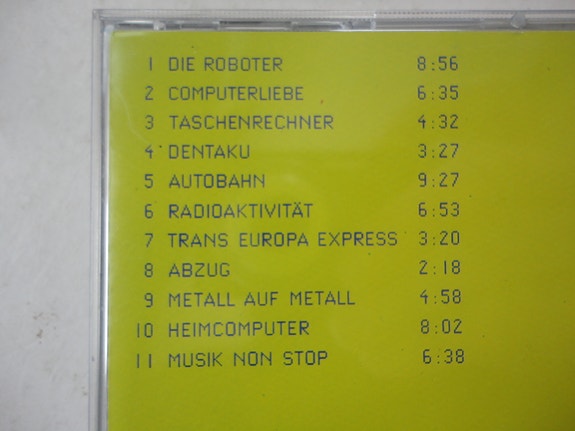 1 DIE ROBOTER 8:56
2 COMPUTERLIEBE 6:35
3 TASCHENRECHNER 4:32
4 DENTAKU 3:27
5 AUTOBAHN 9:27
6 RADIOAKTIVITÄT 6:53
7 TRANS EUROPA EXPRESS 3:20
8 ABZUG 2:18
9 METALL AUF METALL 4:58
10 HEIMCOMPUTER 8:02
11 MUSIK NON STOP 6:38